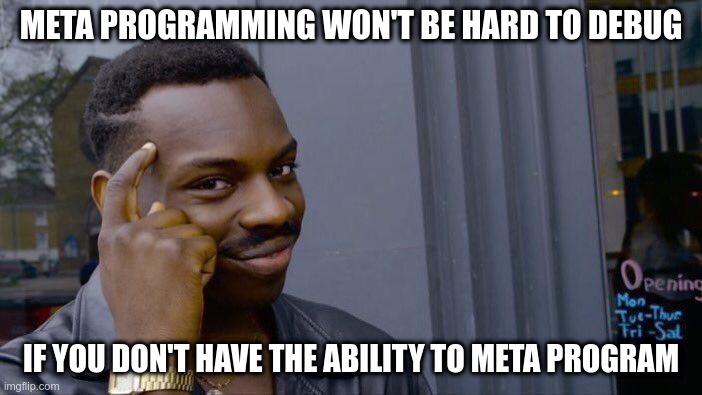 META PROGRAMMING WON'T BE HARD TO DEBUG
Opening
Mon
Tue-Thur
Fri-Sat
IF YOU DON'T HAVE THE ABILITY TO META PROGRAM
imgflip.com